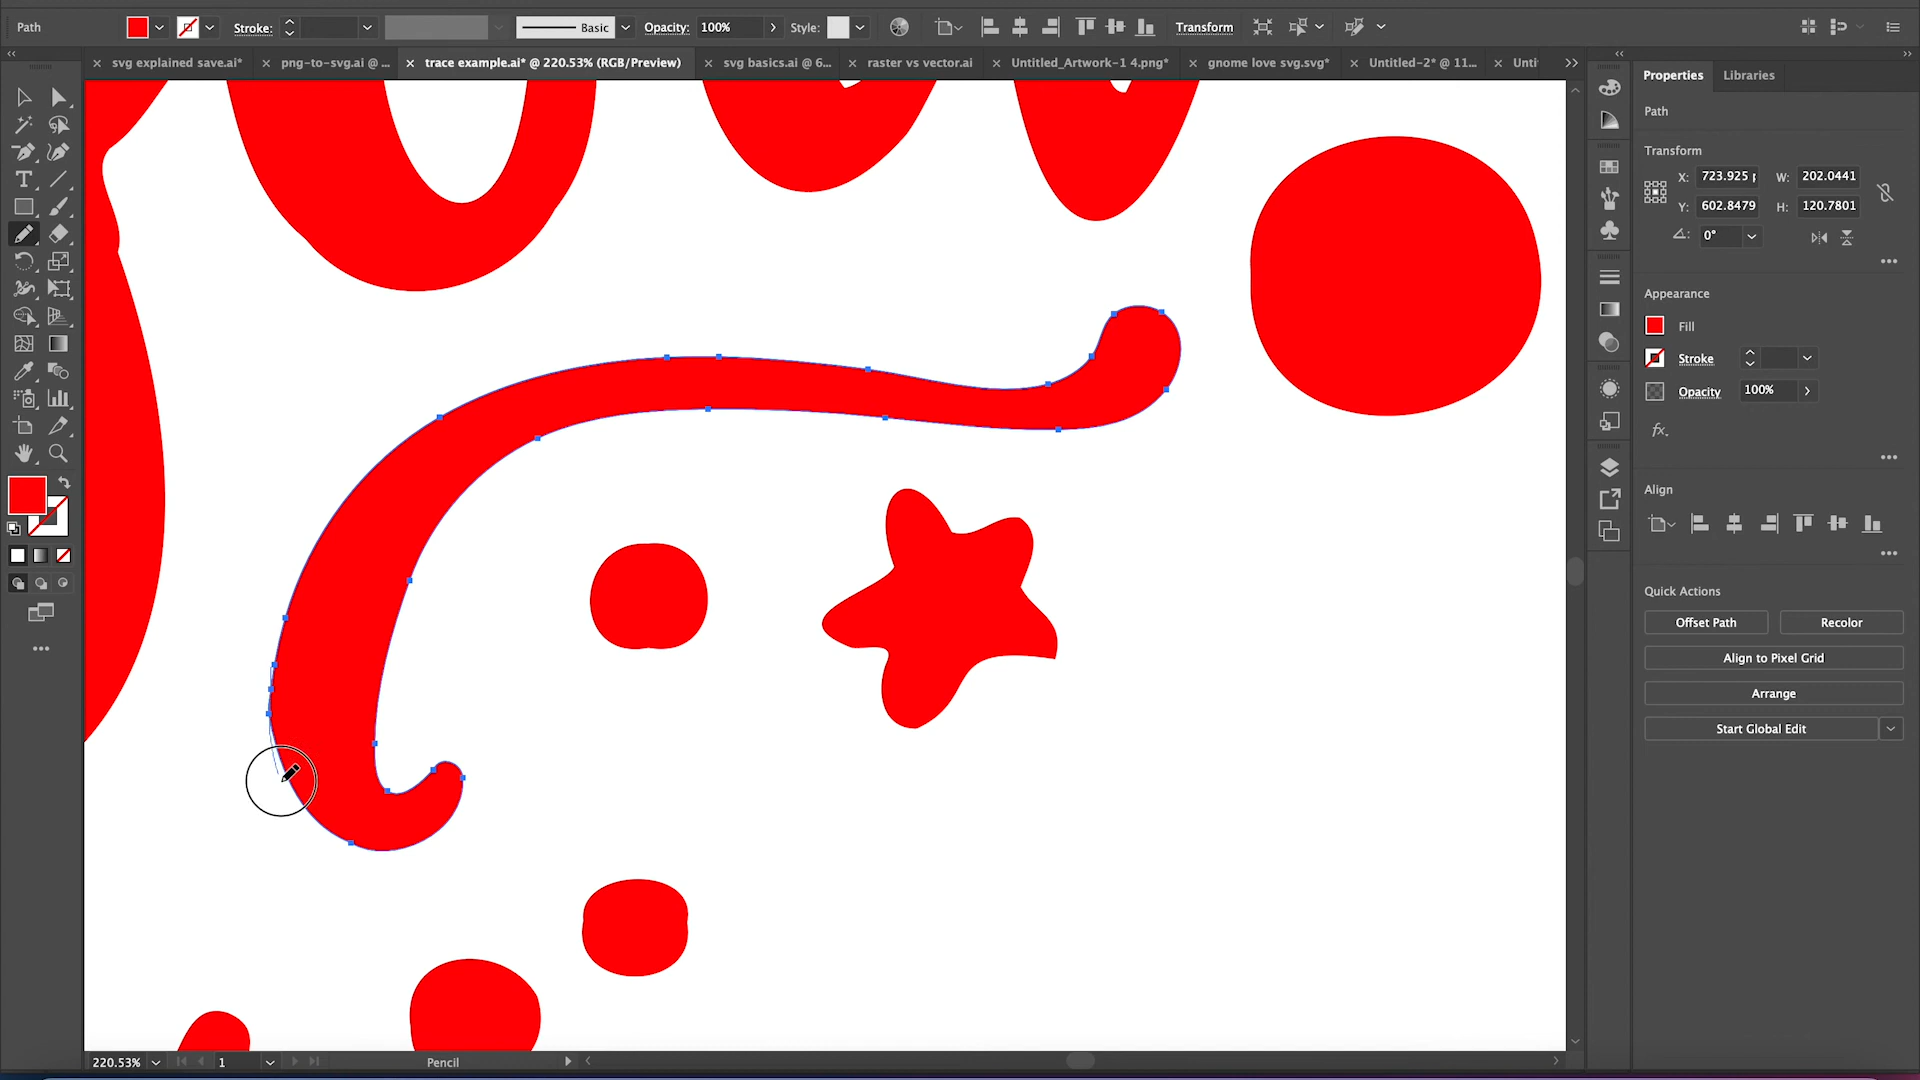 Path
Stroke:
Basic
Opacity: 100%
Style:
Transform
svg explained save.ai*
png-to-svg.ai @ ...
trace example.ai* @ 220.53% (RGB/Preview)
svg basics.ai @ 6...
raster vs vector.ai
Untitled_Artwork-1 4.png*
gnome love svg.svg*
Untitled-2* @ 11...
Unti
Properties
Libraries
Path
Transform
X: 723.925 p
W: 202.0441
Y: 602.8479
H: 120.7801
0°
Appearance
Fill
Stroke
Opacity 100%
fx
Align
Quick Actions
Offset Path
Recolor
Align to Pixel Grid
Arrange
Start Global Edit
220.53%
1
Pencil